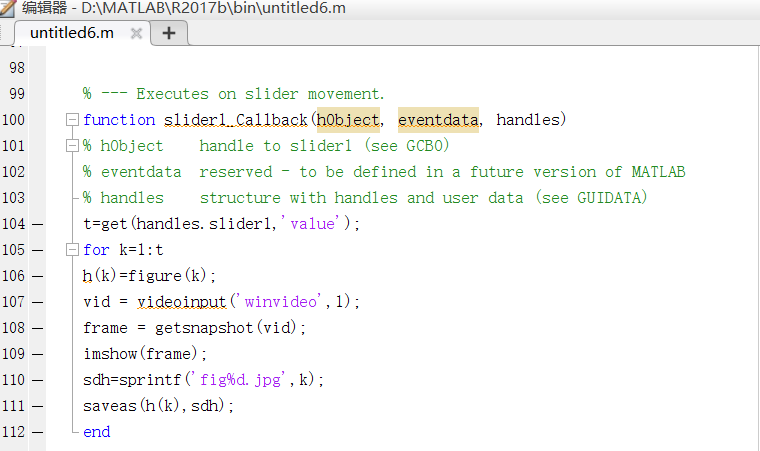 编辑器 - D:\MATLAB\R2017b\bin\untitled6.m
untitled6.m
98
99 % --- Executes on slider movement.
100 function slider1_Callback(hObject, eventdata, handles)
101 % hObject    handle to slider1 (see GCBO)
102 % eventdata  reserved - to be defined in a future version of MATLAB
103 % handles    structure with handles and user data (see GUIDATA)
104 t=get(handles.slider1,'value');
105 for k=1:t
106 h(k)=figure(k);
107 vid = videoinput('winvideo',1);
108 frame = getsnapshot(vid);
109 imshow(frame);
110 sdh=sprintf('fig%d.jpg',k);
111 saveas(h(k),sdh);
112 end